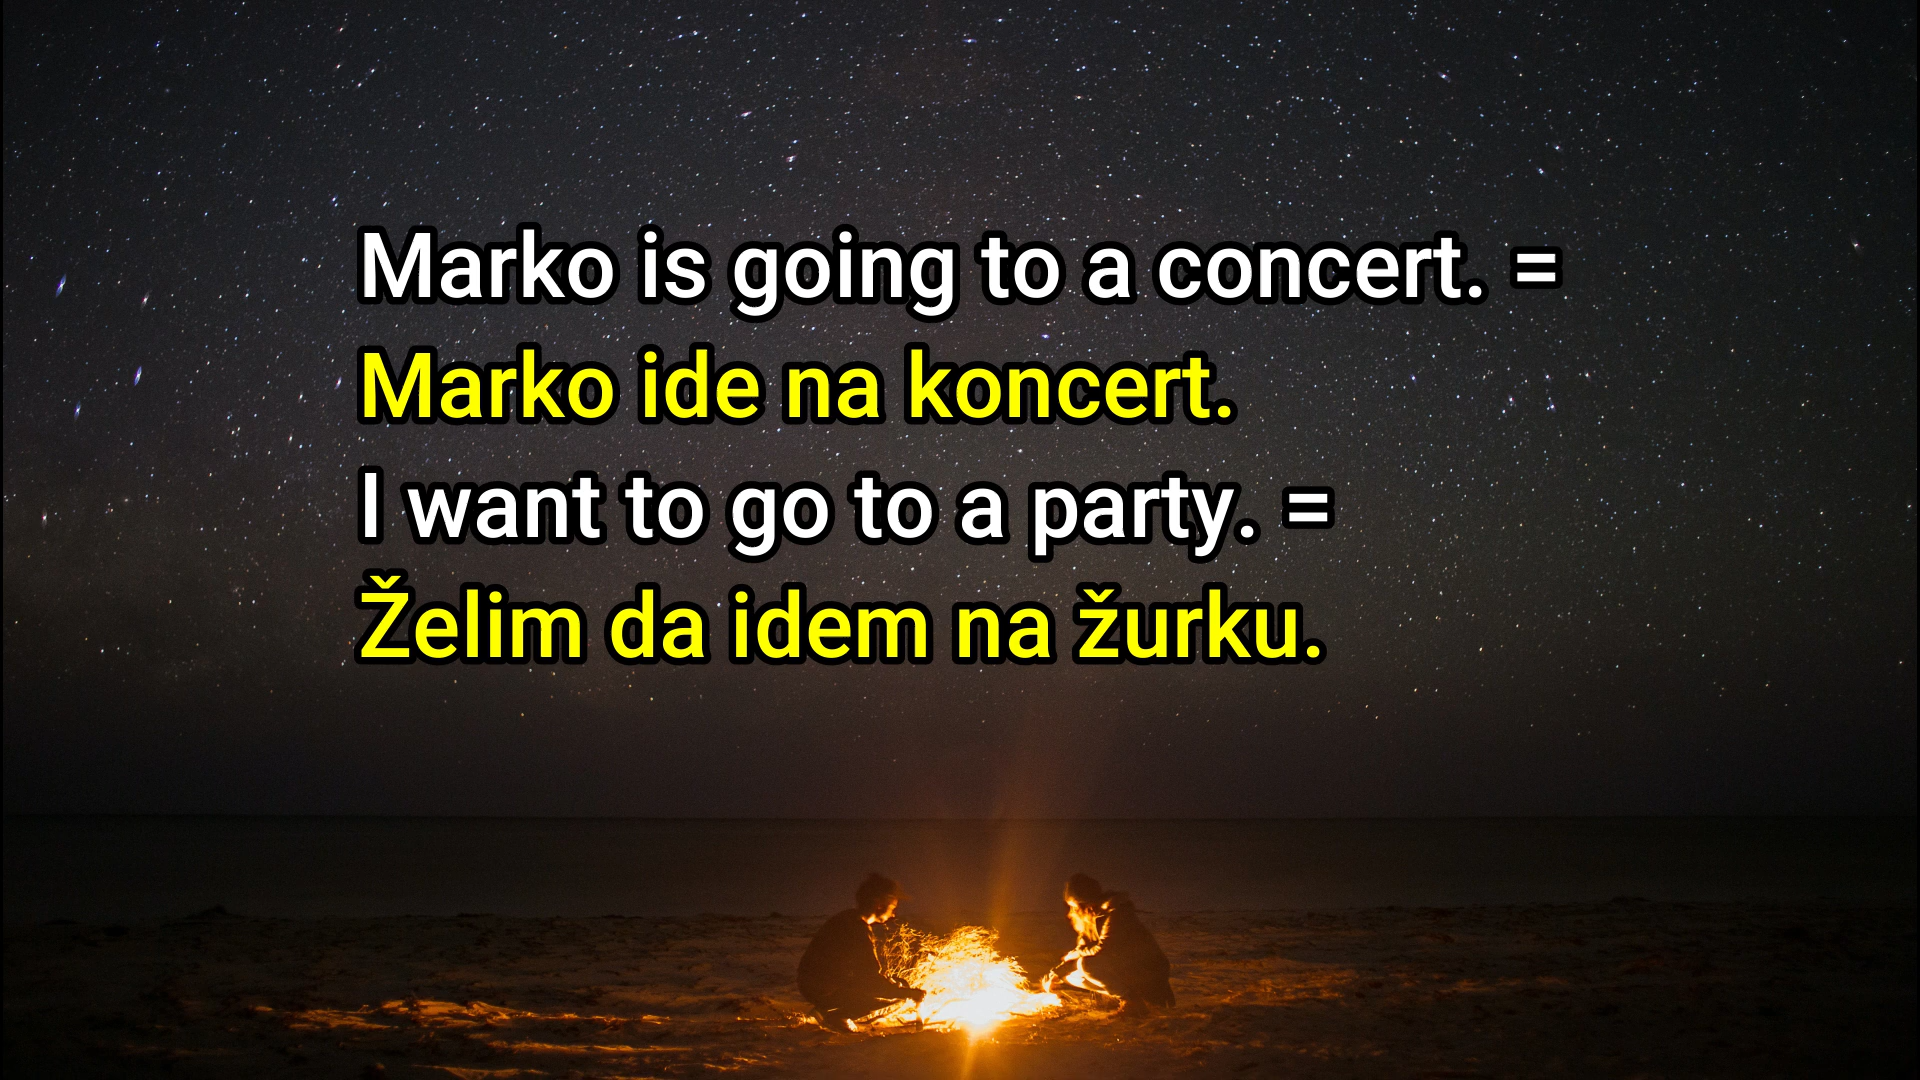 Marko is going to a concert. =
Marko ide na koncert.
I want to go to a party. =
Želim da idem na žurku.